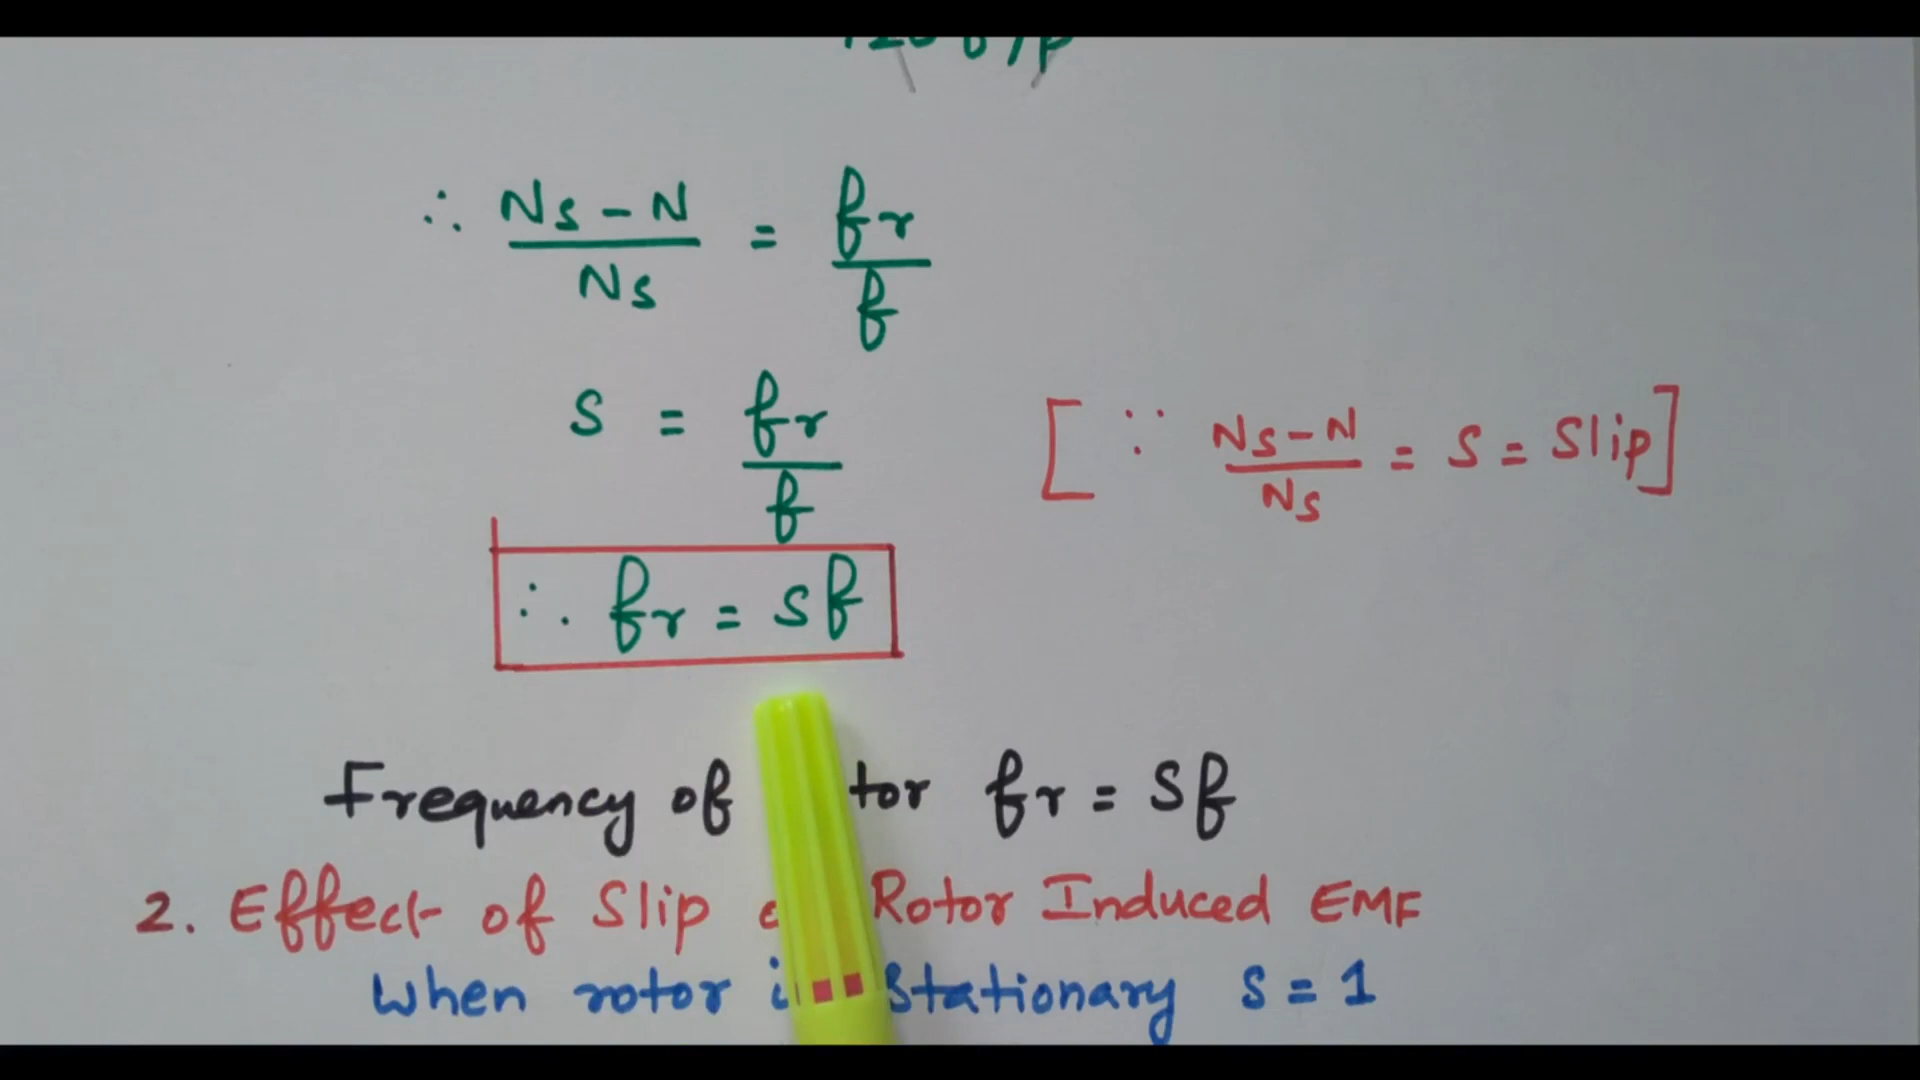 ∴ Ns - N / Ns = fr / f
s = fr / f [∵ Ns - N / Ns = s = Slip]
∴ fr = sf
Frequency of fr = Sf
2. Effect of Slip Rotor Induced EMF
When rotor Stationary S = 1